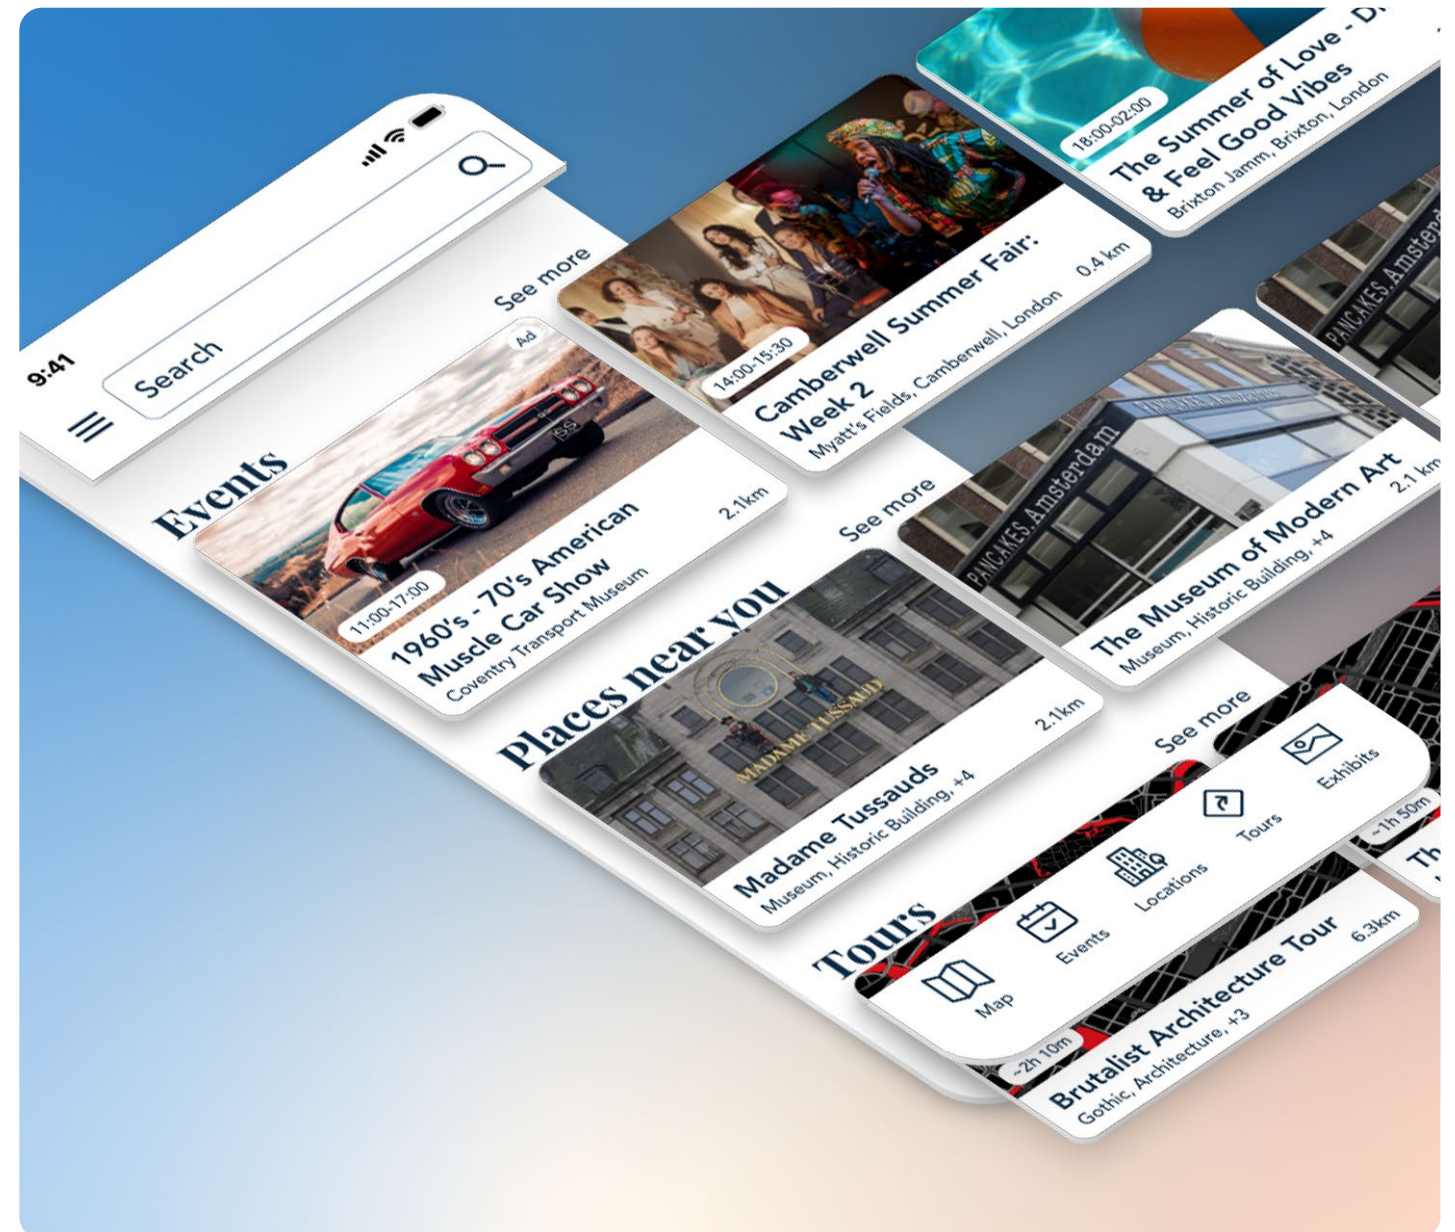 9:41
Search
Events
See more
Ad
11:00-17:00
1960's - 70's American
Muscle Car Show
Coventry Transport Museum
2.1km
14:00-15:30
Camberwell Summer Fair:
Week 2
Myatt's Fields, Camberwell, London
0.4 km
18:00-02:00
The Summer of Love -
& Feel Good Vibes
Brixton Jamm, Brixton, London
Places near you
See more
MADAME TUSSAUD
Madame Tussauds
Museum, Historic Building, +4
2.1km
PANCAKES.Amsterdam
The Museum of Modern Art
Museum, Historic Building, +4
2.1 km
PANCAKES.Amsterd
Tours
See more
~2h 10m
Brutalist Architecture Tour
Gothic, Architecture, +3
6.3km
~1h 50m
Th
Map
Events
Locations
Tours
Exhibits